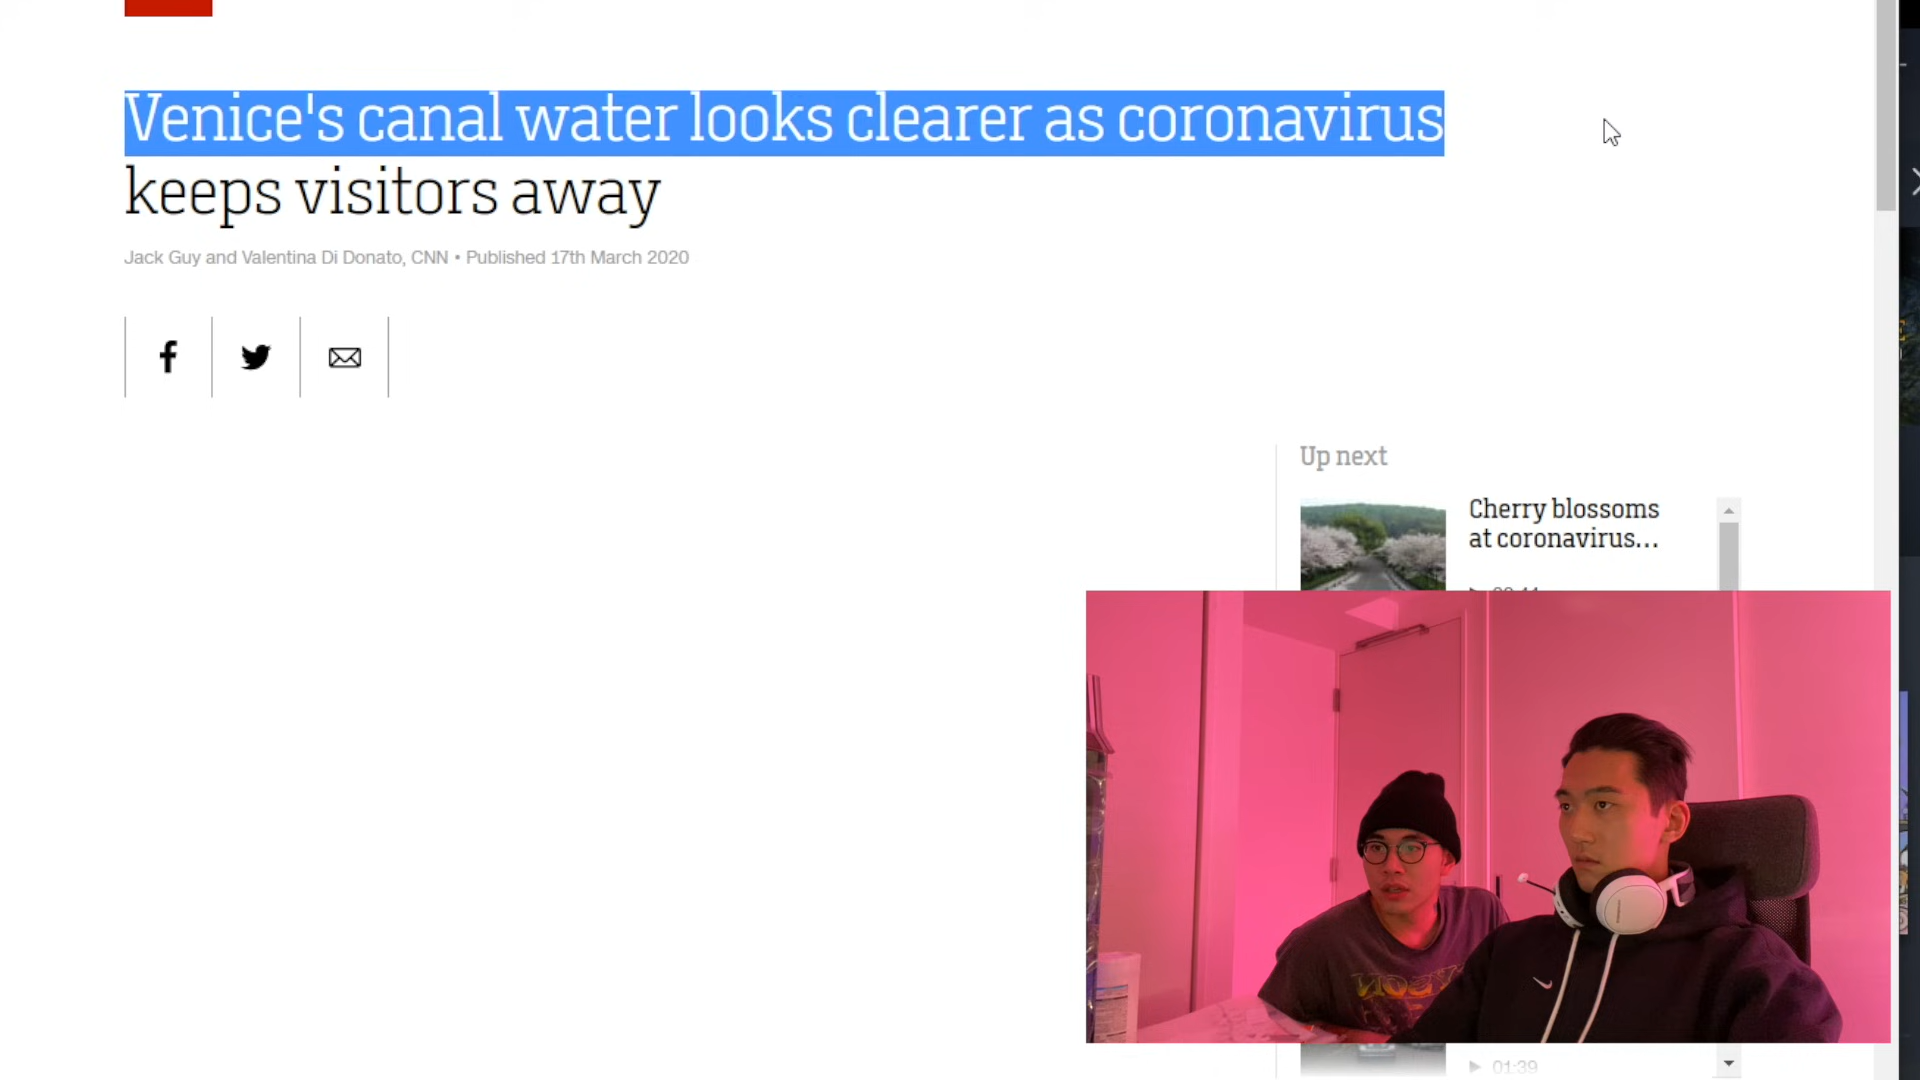 Venice's canal water looks clearer as coronavirus
keeps visitors away
Jack Guy and Valentina Di Donato, CNN • Published 17th March 2020
Up next
Cherry blossoms
at coronavirus...
01:39